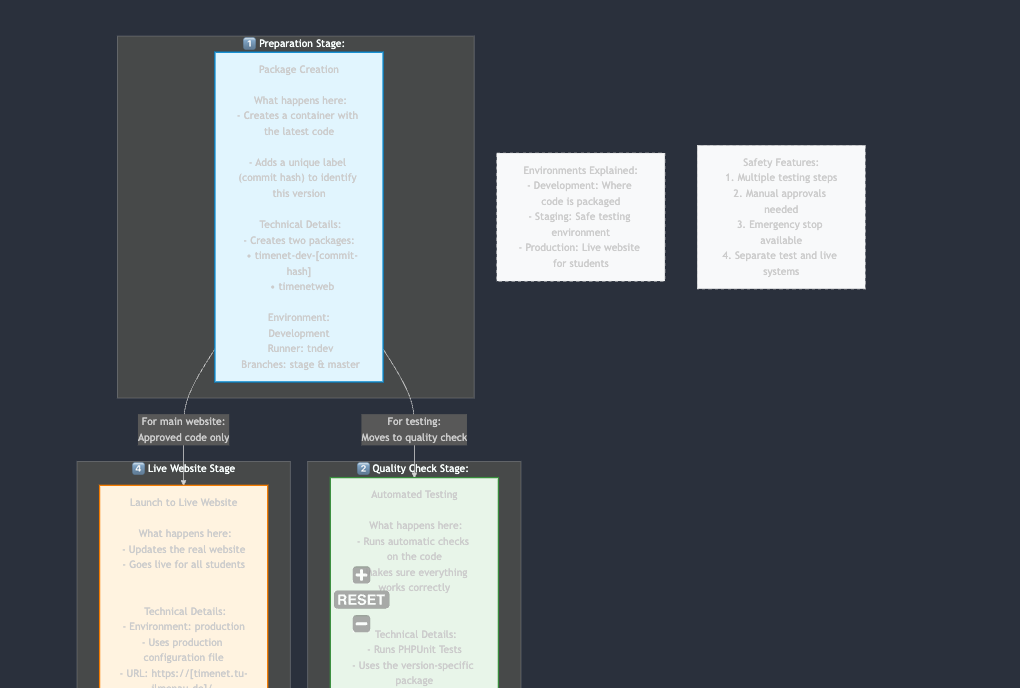 1 Preparation Stage:
Package Creation
What happens here:
- Creates a container with
the latest code
- Adds a unique label
(commit hash) to identify
this version
Technical Details:
- Creates two packages:
• timenet-dev-[commit-
hash]
• timenetweb
Environment:
Development
Runner: tndev
Branches: stage & master
Environments Explained:
- Development: Where
code is packaged
- Staging: Safe testing
environment
- Production: Live website
for students
Safety Features:
1. Multiple testing steps
2. Manual approvals
needed
3. Emergency stop
available
4. Separate test and live
systems
For main website:
Approved code only
For testing:
Moves to quality check
4 Live Website Stage
Launch to Live Website
What happens here:
- Updates the real website
- Goes live for all students
Technical Details:
- Environment: production
- Uses production
configuration file
- URL: https://[timenet.tu-
2 Quality Check Stage:
Automated Testing
What happens here:
- Runs automatic checks
on the code
akes sure everything
works correctly
RESET
Technical Details:
- Runs PHPUnit Tests
- Uses the version-specific
package